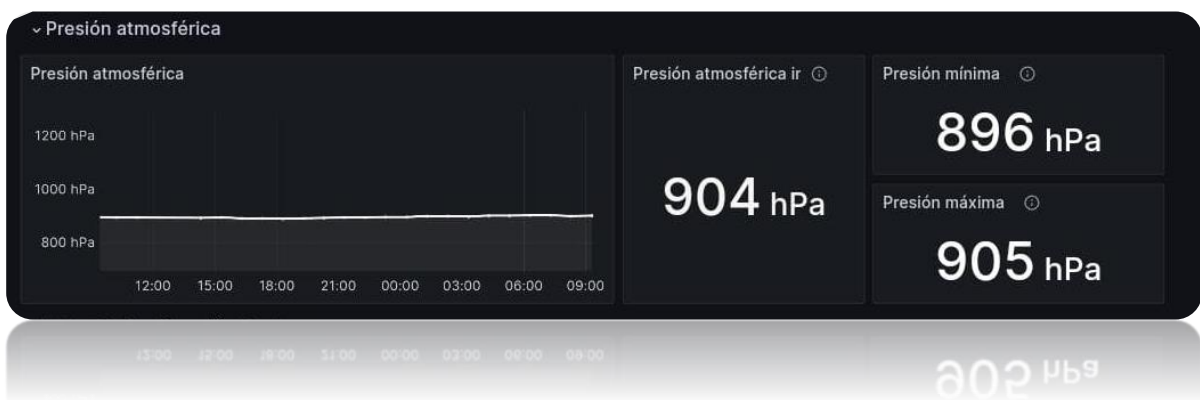 Presión atmosférica
Presión atmosférica
1200 hPa
1000 hPa
800 hPa
12:00 15:00 18:00 21:00 00:00 03:00 06:00 09:00
Presión atmosférica ir
904 hPa
Presión mínima
896 hPa
Presión máxima
905 hPa